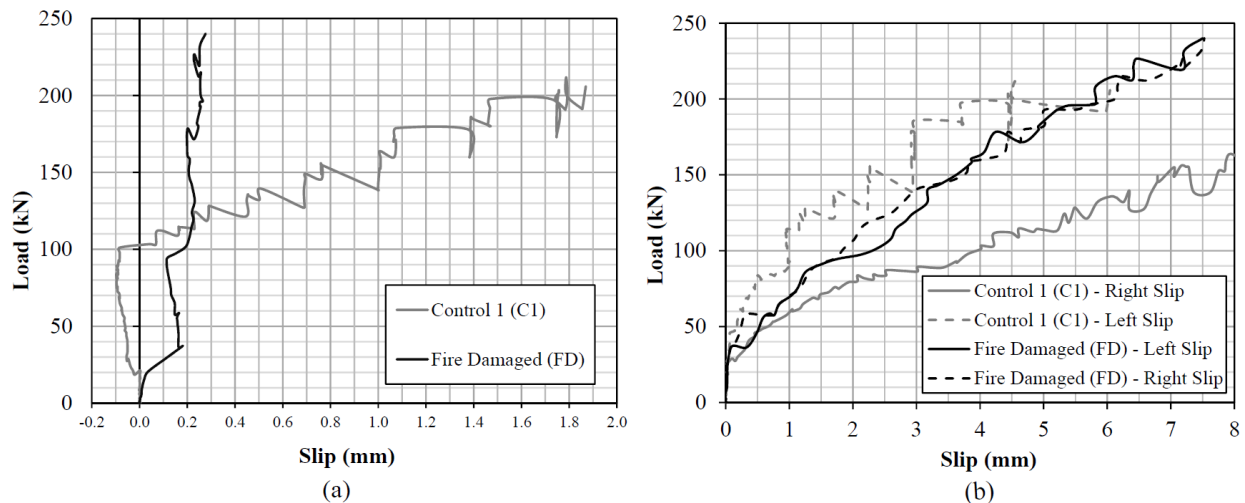 250
200
150
100
50
0
Load (kN)
-0.2 0.0 0.2 0.4 0.6 0.8 1.0 1.2 1.4 1.6 1.8 2.0
Slip (mm)
Control 1 (C1)
Fire Damaged (FD)
(a)
250
200
150
100
50
0
Load (kN)
0 1 2 3 4 5 6 7 8
Slip (mm)
Control 1 (C1) - Right Slip
Control 1 (C1) - Left Slip
Fire Damaged (FD) - Left Slip
Fire Damaged (FD) - Right Slip
(b)